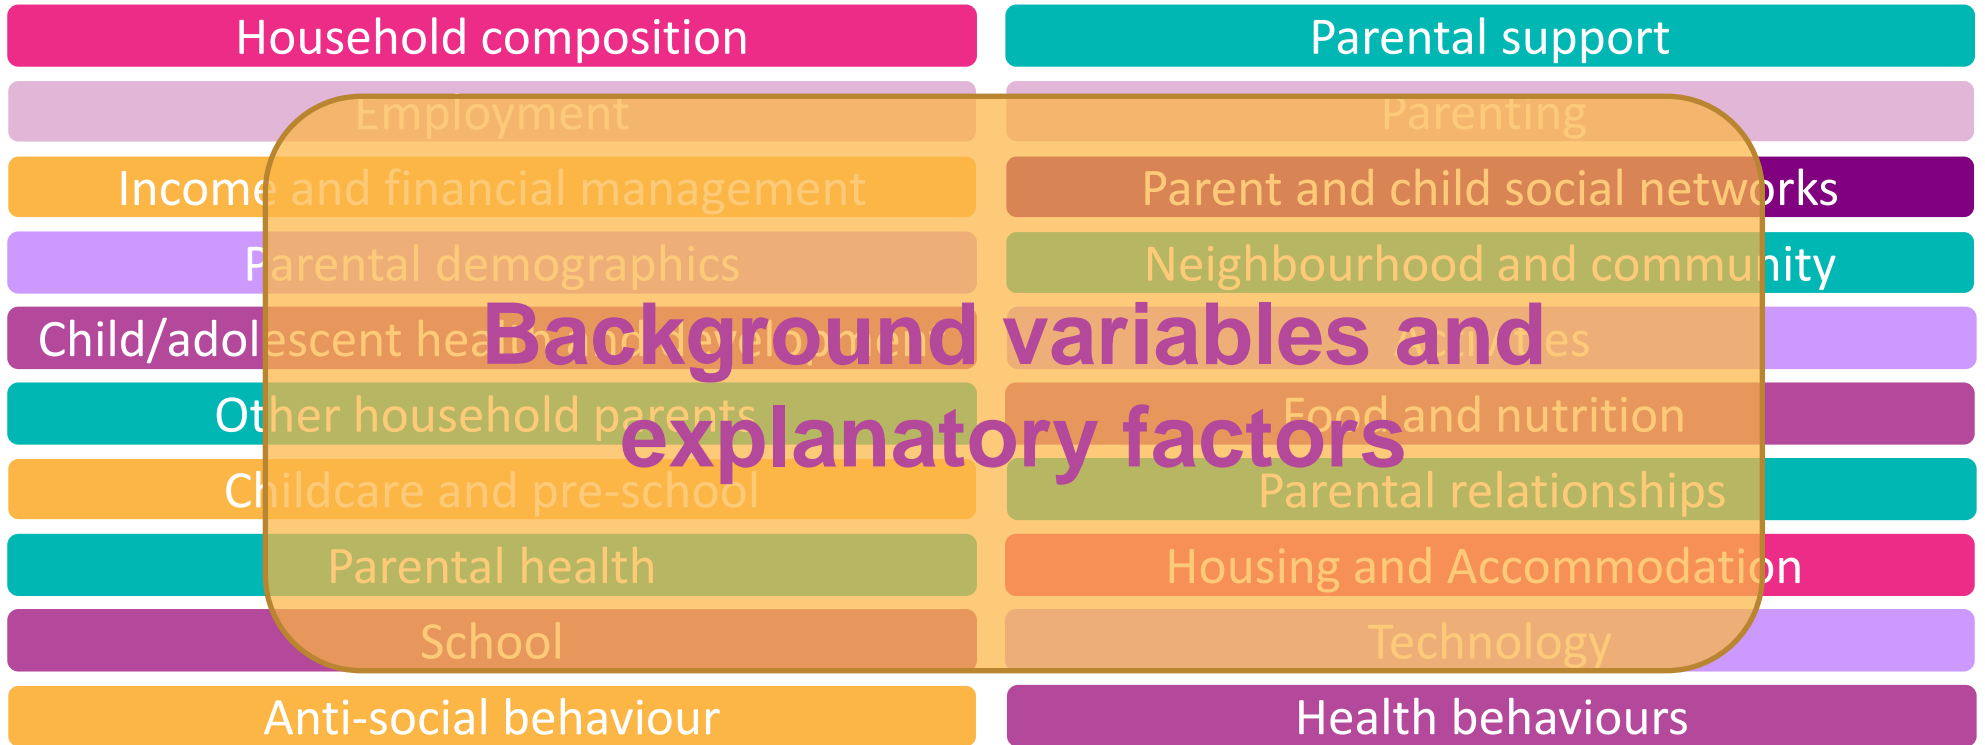 Household composition
Parental support
Employment
Parenting
Income and financial management
Parent and child social networks
Parental demographics
Neighbourhood and community
Child/adolescent health and development
Activities
Background variables and
explanatory factors
Other household parents
Food and nutrition
Childcare and pre-school
Parental relationships
Parental health
Housing and Accommodation
School
Technology
Anti-social behaviour
Health behaviours